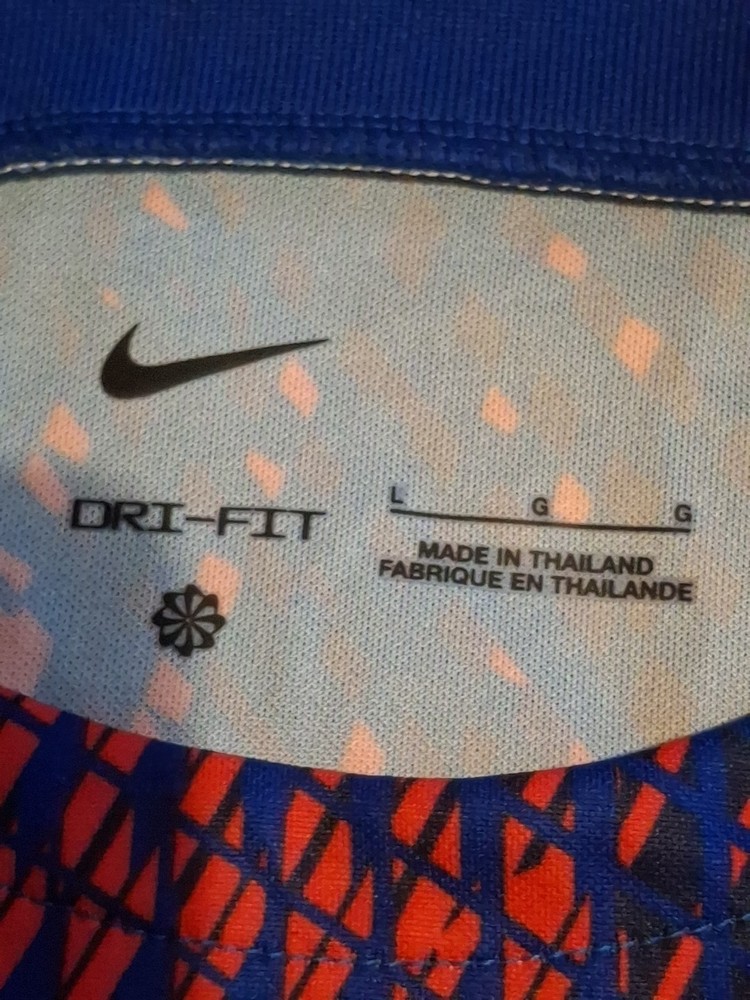 DRI-FIT
L G G
MADE IN THAILAND
FABRIQUE EN THAILANDE